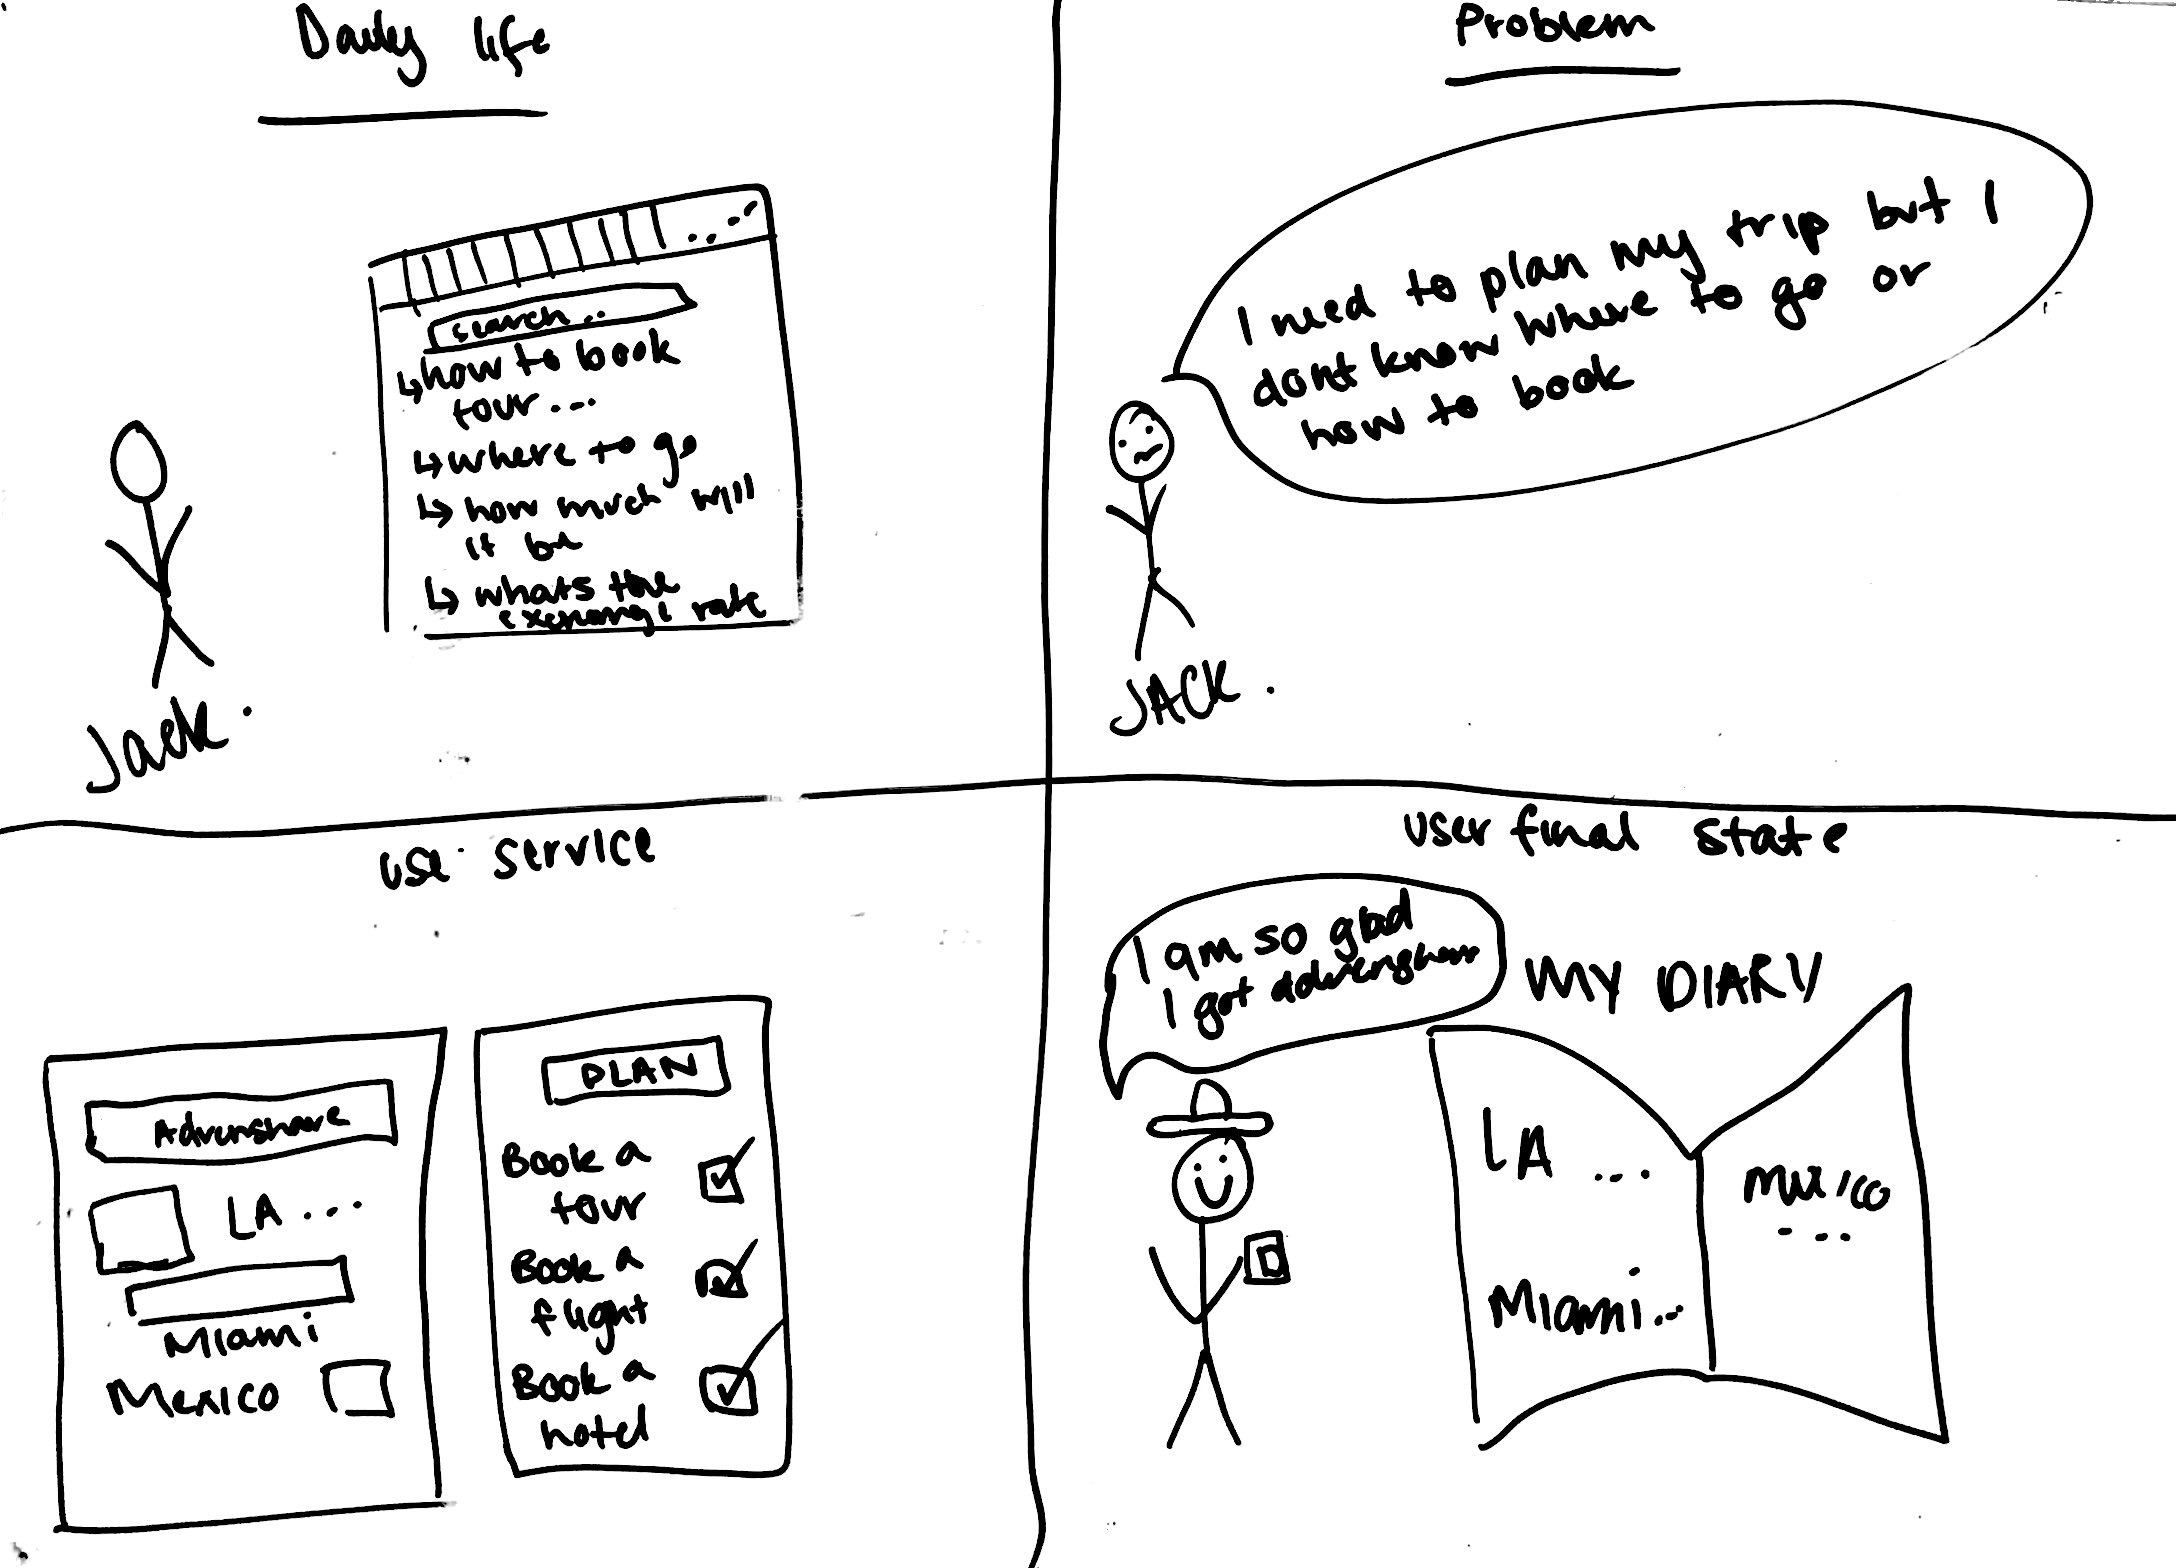 Daily life
search..
↳ how to book
tour...
↳ where to go
↳ how much will
it be
↳ whats the
exchange rate
Jack.
Problem
I need to plan my trip but I
dont know where to go or
how to book
JACK.
use service
Advenshare
LA...
Miami
Mexico
PLAN
Book a
tour
Book a
flight
Book a
hotel
user final state
I am so glad
I got advenshare
MY DIARY
LA ...
Miami...
mexico
...